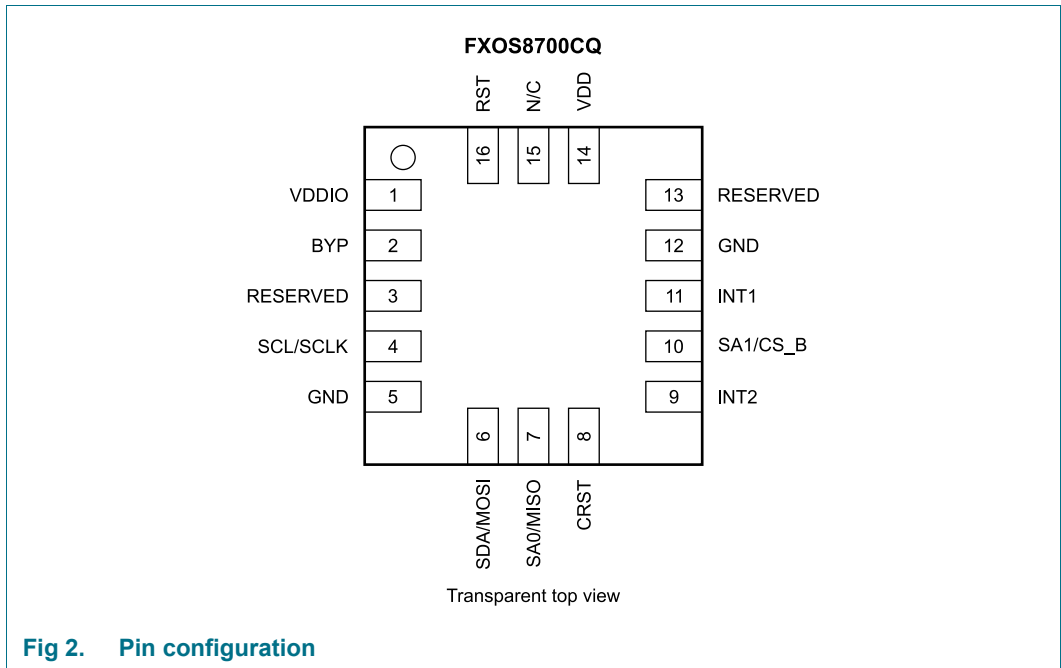 FXOS8700CQ
RST
N/C
VDD
16
15
14
VDDIO 1
BYP 2
RESERVED 3
SCL/SCLK 4
GND 5
13 RESERVED
12 GND
11 INT1
10 SA1/CS_B
9 INT2
6
7
8
SDA/MOSI
SA0/MISO
CRST
Transparent top view
Fig 2. Pin configuration